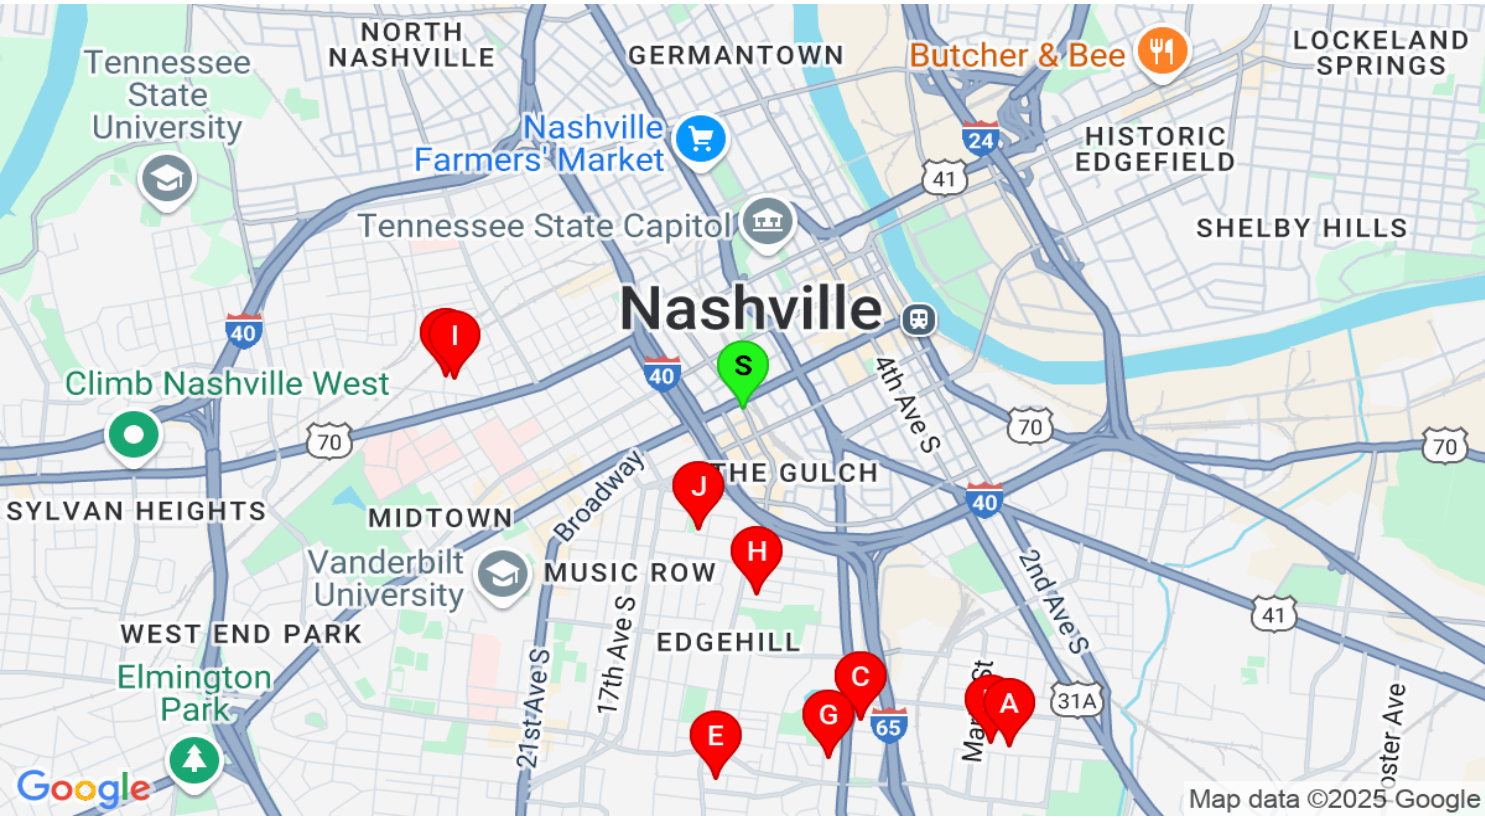 NORTH
NASHVILLE
GERMANTOWN
Butcher & Bee
LOCKELAND
SPRINGS
Tennessee
State
University
Nashville
Farmers' Market
24
HISTORIC
EDGEFIELD
41
Tennessee State Capitol
SHELBY HILLS
Nashville
40
I
S
40
Climb Nashville West
4th Ave S
70
70
70
Broadway
THE GULCH
J
40
SYLVAN HEIGHTS
MIDTOWN
H
Vanderbilt
University
MUSIC ROW
2nd Ave S
41
WEST END PARK
17th Ave S
EDGEHILL
Elmington
Park
21st Ave S
C
G
E
65
A
31A
Google
Map data ©2025 Google